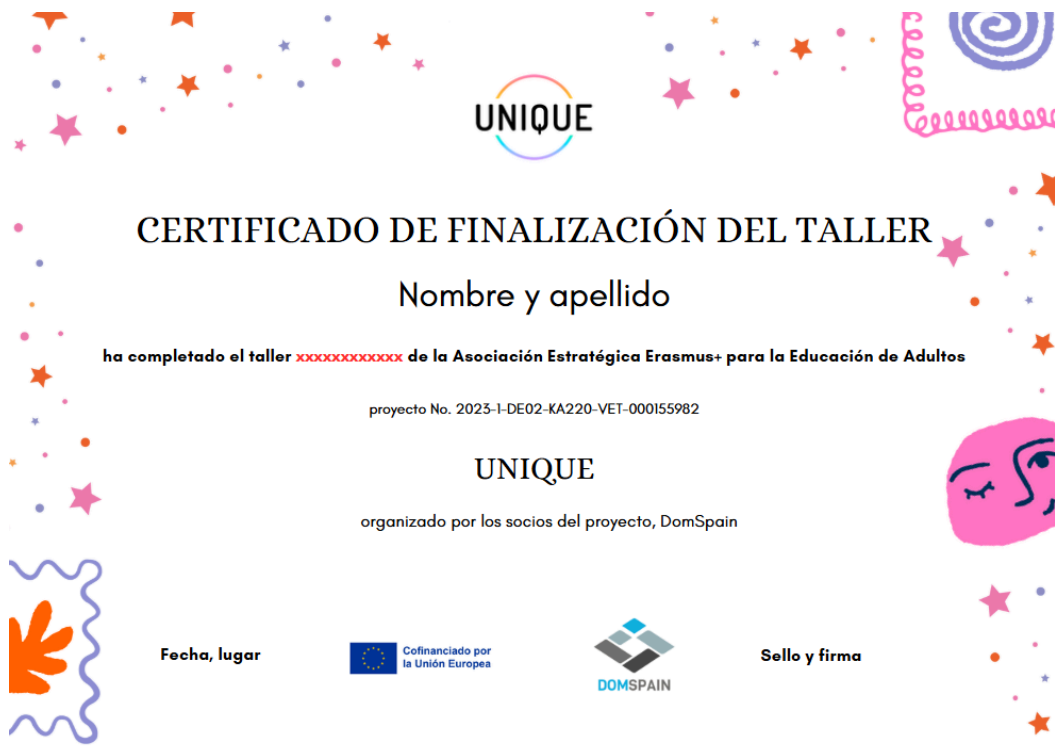 UNIQUE
CERTIFICADO DE FINALIZACIÓN DEL TALLER
Nombre y apellido
ha completado el taller xxxxxxxxxxxx de la Asociación Estratégica Erasmus+ para la Educación de Adultos
proyecto No. 2023-1-DE02-KA220-VET-000155982
UNIQUE
organizado por los socios del proyecto, DomSpain
Fecha, lugar
Cofinanciado por
la Unión Europea
DOMSPAIN
Sello y firma